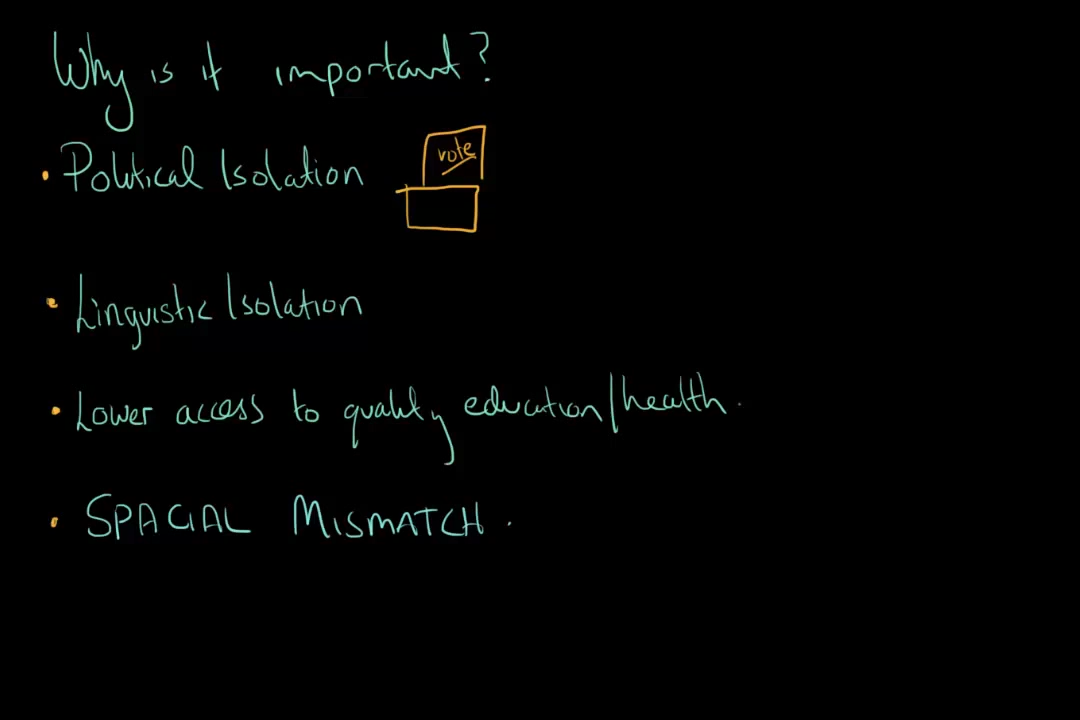 Why is it important?
• Political Isolation
vote
• Linguistic Isolation
• Lower access to quality education/health.
• SPACIAL MISMATCH.